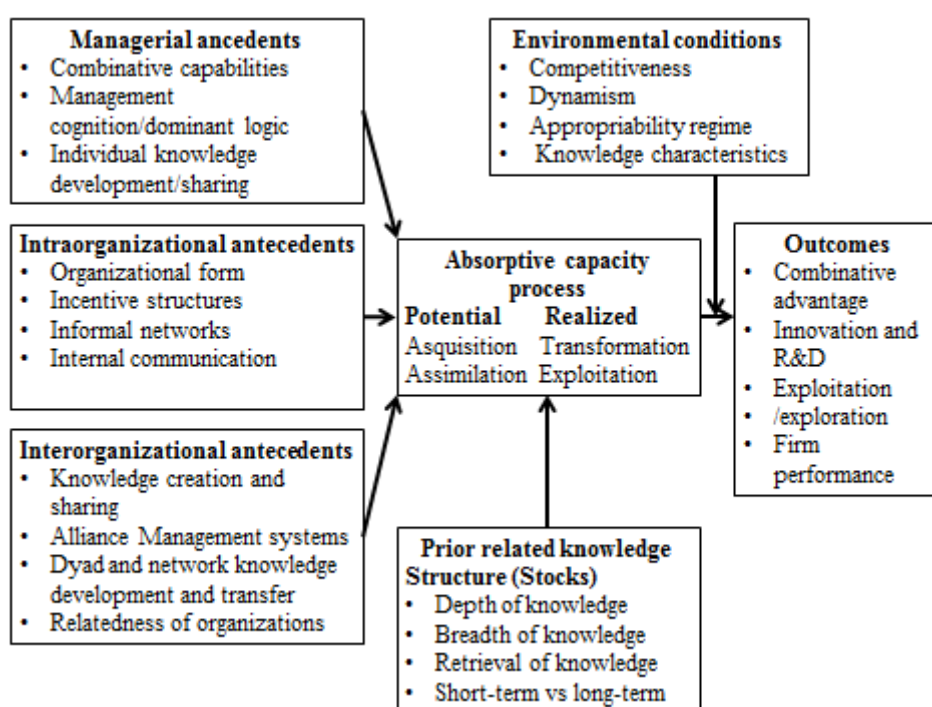 Managerial ancedents
• Combinative capabilities
• Management
cognition/dominant logic
• Individual knowledge
development/sharing
Environmental conditions
• Competitiveness
• Dynamism
• Appropriability regime
• Knowledge characteristics
Intraorganizational antecedents
• Organizational form
• Incentive structures
• Informal networks
• Internal communication
Absorptive capacity
process
Potential Realized
Asquisition Transformation
Assimilation Exploitation
Outcomes
• Combinative
advantage
• Innovation and
R&D
• Exploitation
• /exploration
• Firm
performance
Interorganizational antecedents
• Knowledge creation and
sharing
• Alliance Management systems
• Dyad and network knowledge
development and transfer
• Relatedness of organizations
Prior related knowledge
Structure (Stocks)
• Depth of knowledge
• Breadth of knowledge
• Retrieval of knowledge
• Short-term vs long-term